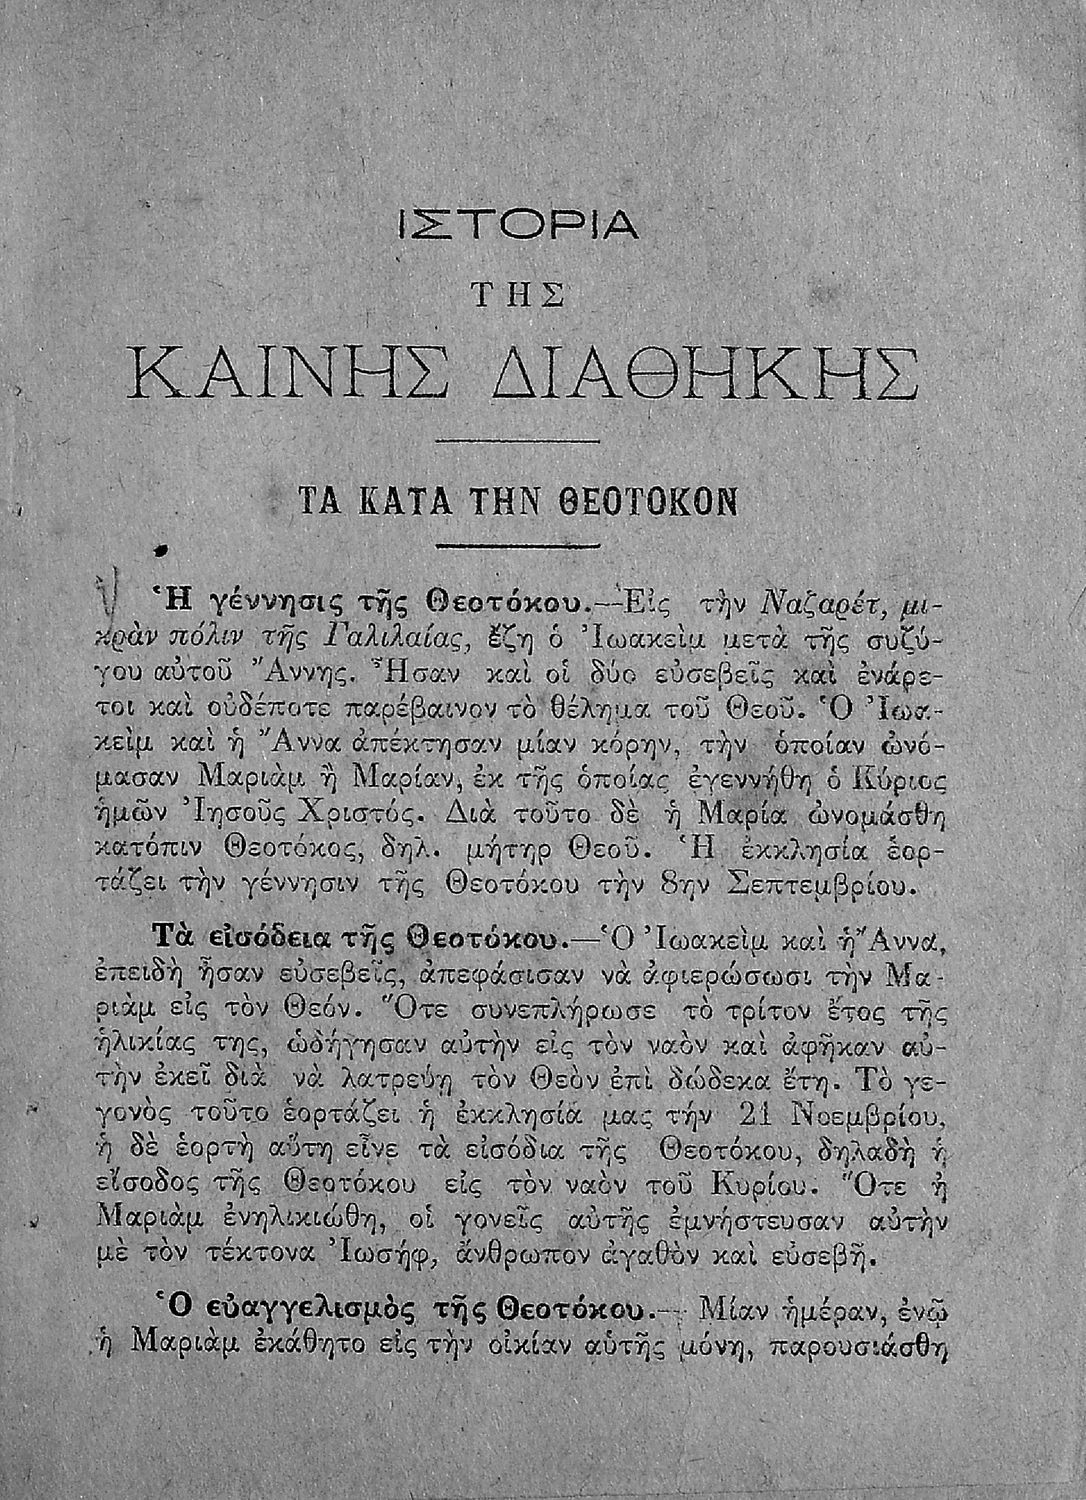 ΙΣΤΟΡΙΑ
ΤΗΣ
ΚΑΙΝΗΣ ΔΙΑΘΗΚΗΣ
ΤΑ ΚΑΤΑ ΤΗΝ ΘΕΟΤΟΚΟΝ
Ἡ γέννησις τῆς Θεοτόκου.—Εἰς τὴν Ναζαρέτ, μι-
κρὰν πόλιν τῆς Γαλιλαίας, ἔζη ὁ Ἰωακεὶμ μετὰ τῆς συζύ-
γου αὐτοῦ Ἄννης. Ἦσαν καὶ οἱ δύο εὐσεβεῖς καὶ ἐνάρε-
τοι καὶ οὐδέποτε παρέβαινον τὸ θέλημα τοῦ Θεοῦ. Ὁ Ἰωα-
κεὶμ καὶ ἡ Ἄννα ἀπέκτησαν μίαν κόρην, τὴν ὁποίαν ὠνό-
μασαν Μαριὰμ ἢ Μαρίαν, ἐκ τῆς ὁποίας ἐγεννήθη ὁ Κύριος
ἡμῶν Ἰησοῦς Χριστός. Διὰ τοῦτο δὲ ἡ Μαρία ὠνομάσθη
κατόπιν Θεοτόκος, δηλ. μήτηρ Θεοῦ. Ἡ ἐκκλησία ἑορ-
τάζει τὴν γέννησιν τῆς Θεοτόκου τὴν 8ην Σεπτεμβρίου.
Τὰ εἰσόδεια τῆς Θεοτόκου.—Ὁ Ἰωακεὶμ καὶ ἡ Ἄννα,
ἐπειδὴ ἦσαν εὐσεβεῖς, ἀπεφάσισαν νὰ ἀφιερώσωσι τὴν Μα-
ριὰμ εἰς τὸν Θεόν. Ὅτε συνεπλήρωσε τὸ τρίτον ἔτος τῆς
ἡλικίας της, ὡδήγησαν αὐτὴν εἰς τὸν ναὸν καὶ ἀφῆκαν αὐ-
τὴν ἐκεῖ διὰ νὰ λατρεύῃ τὸν Θεὸν ἐπὶ δώδεκα ἔτη. Τὸ γε-
γονὸς τοῦτο ἑορτάζει ἡ ἐκκλησία μας τήν 21 Νοεμβρίου,
ἡ δὲ ἑορτὴ αὕτη εἶνε τὰ εἰσόδια τῆς Θεοτόκου, δηλαδὴ ἡ
εἴσοδος τῆς Θεοτόκου εἰς τὸν ναὸν τοῦ Κυρίου. Ὅτε ἡ
Μαριὰμ ἐνηλικιώθη, οἱ γονεῖς αὐτῆς ἐμνήστευσαν αὐτὴν
μὲ τὸν τέκτονα Ἰωσήφ, ἄνθρωπον ἀγαθὸν καὶ εὐσεβῆ.
Ὁ εὐαγγελισμὸς τῆς Θεοτόκου.— Μίαν ἡμέραν, ἐνῷ
ἡ Μαριὰμ ἐκάθητο εἰς τὴν οἰκίαν αὑτῆς μόνη, παρουσιάσθη